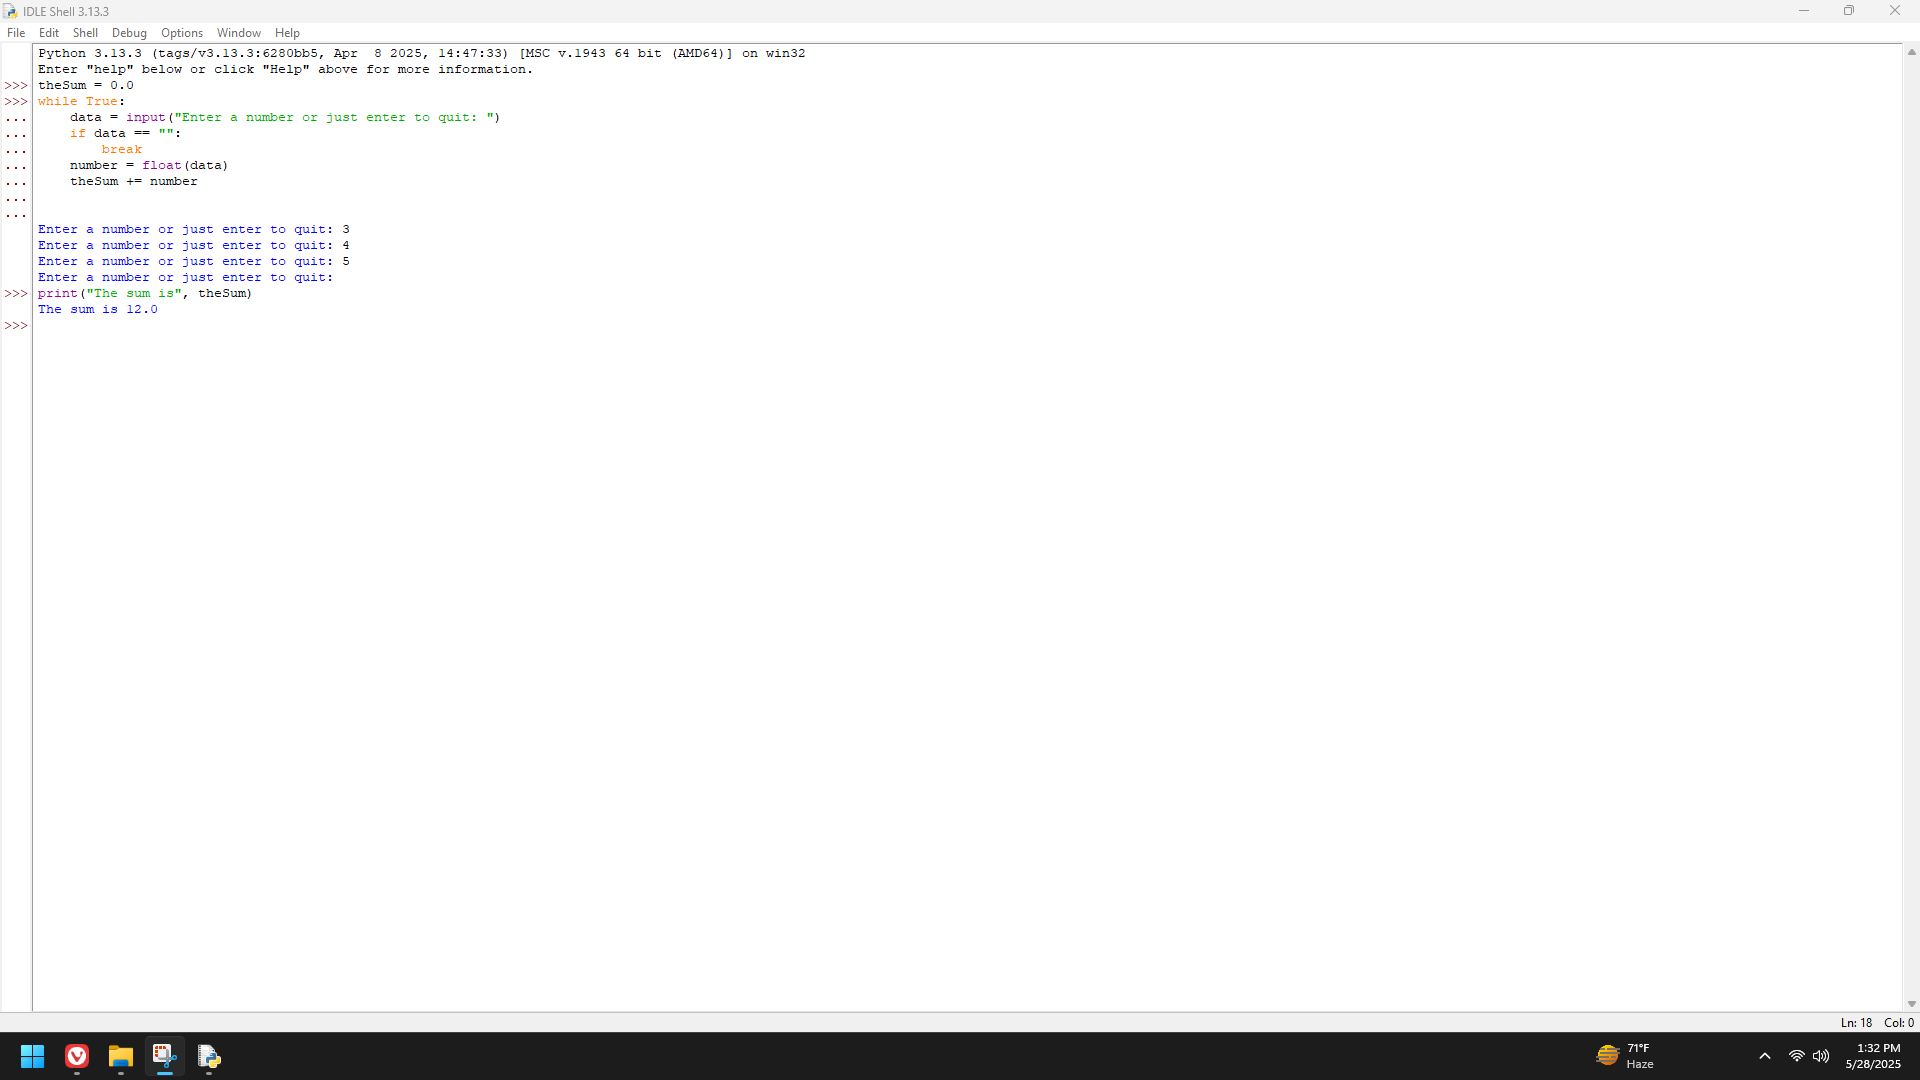 IDLE Shell 3.13.3
File Edit Shell Debug Options Window Help
Python 3.13.3 (tags/v3.13.3:6280bb5, Apr  8 2025, 14:47:33) [MSC v.1943 64 bit (AMD64)] on win32
Enter "help" below or click "Help" above for more information.
>>> theSum = 0.0
>>> while True:
...     data = input("Enter a number or just enter to quit: ")
...     if data == "":
...         break
...     number = float(data)
...     theSum += number
...
...
Enter a number or just enter to quit: 3
Enter a number or just enter to quit: 4
Enter a number or just enter to quit: 5
Enter a number or just enter to quit:
>>> print("The sum is", theSum)
The sum is 12.0
>>>
Ln: 18 Col: 0
71°F
Haze
1:32 PM
5/28/2025